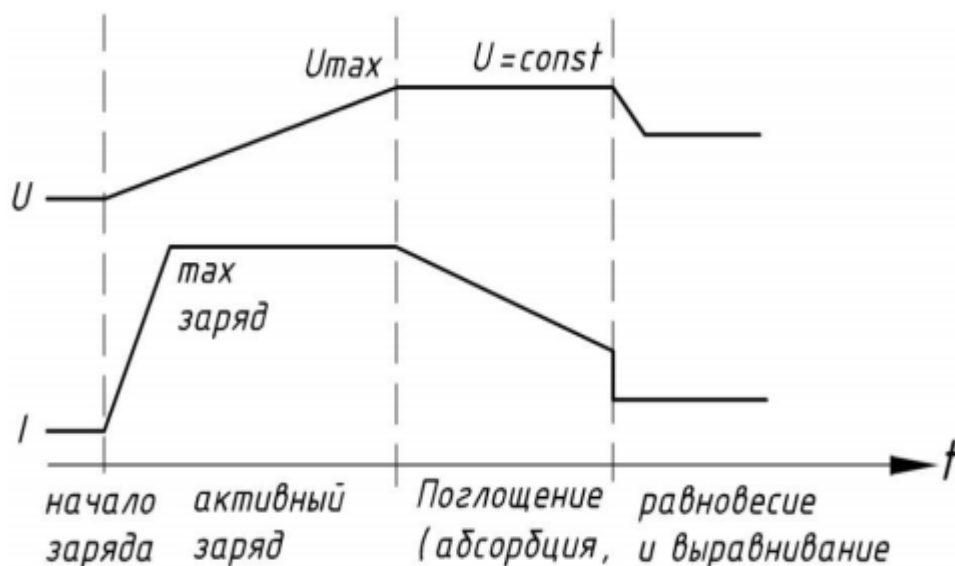 Umax
U=const
U
max
заряд
I
t
начало
заряда
активный
заряд
Поглощение
(абсорбция,
равновесие
и выравнивание